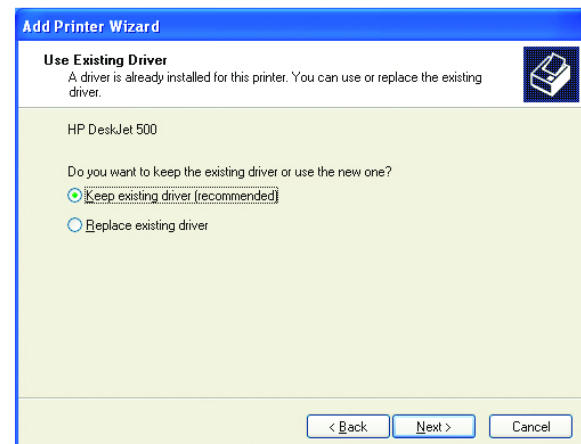 Add Printer Wizard
Use Existing Driver
A driver is already installed for this printer. You can use or replace the existing
driver.
HP DeskJet 500
Do you want to keep the existing driver or use the new one?
Keep existing driver (recommended)
Replace existing driver
< Back
Next >
Cancel